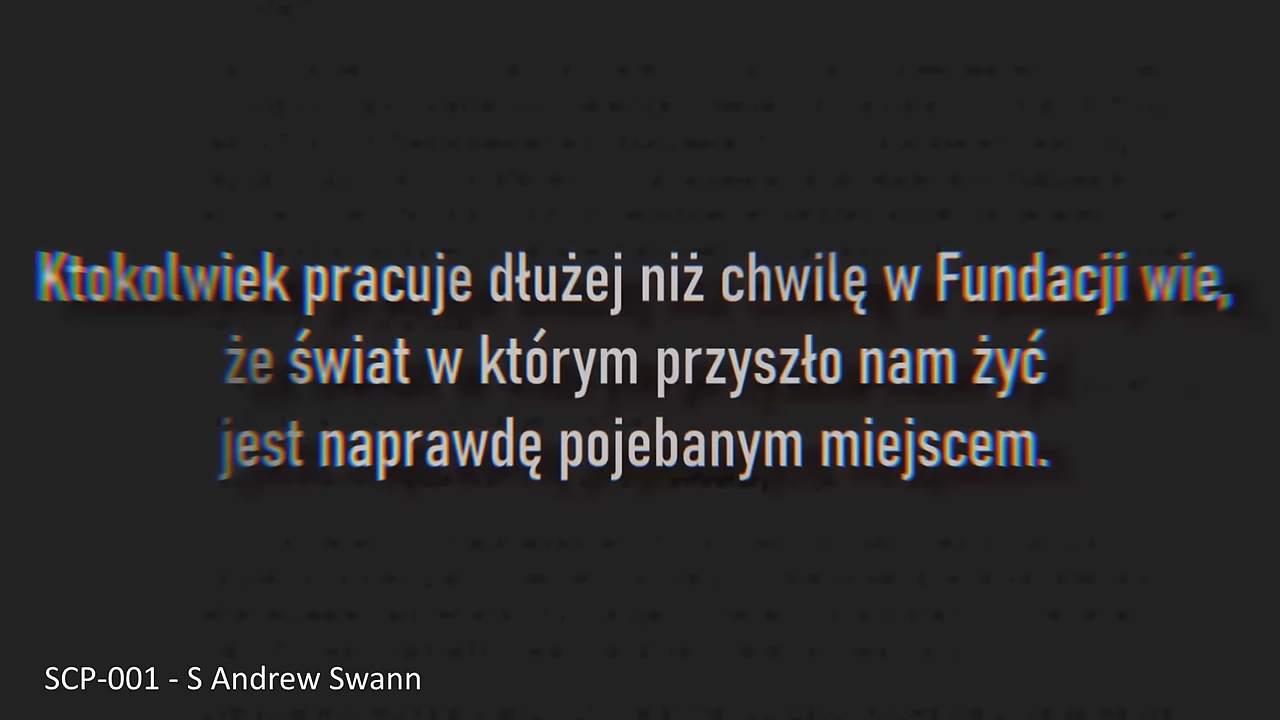 Ktokolwiek pracuje dłużej niż chwilę w Fundacji wie,
że świat w którym przyszło nam żyć
jest naprawdę pojebanym miejscem.
SCP-001 - S Andrew Swann